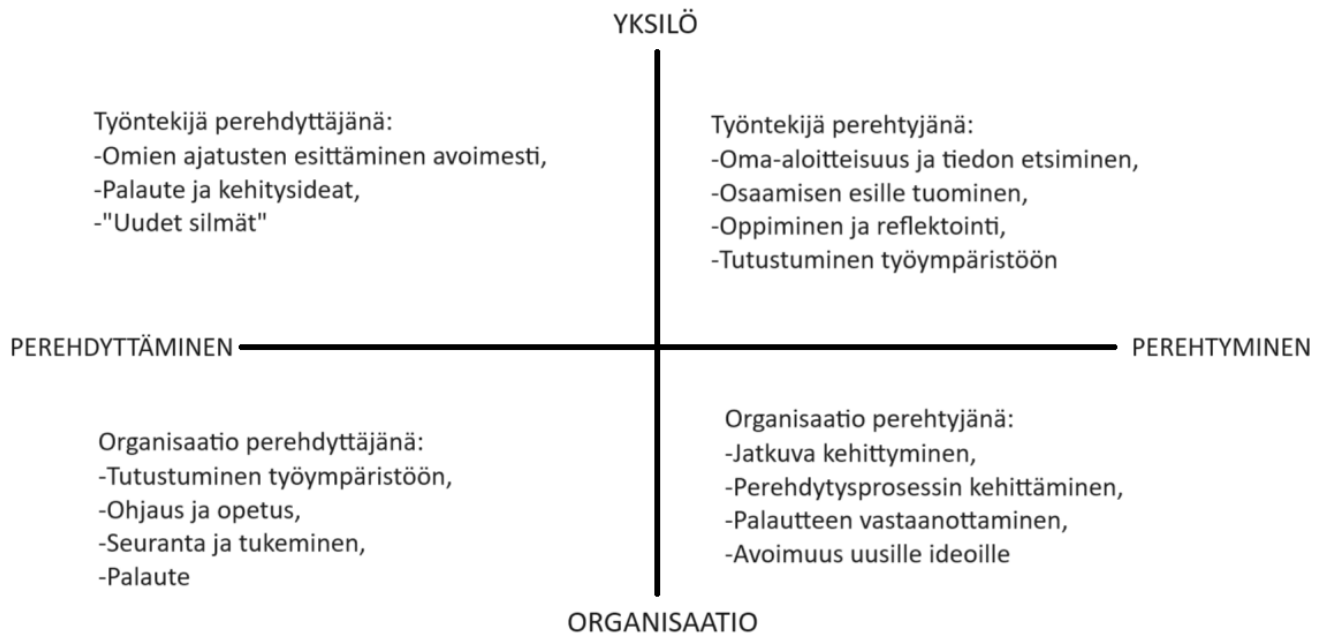 YKSILÖ
Työntekijä perehdyttäjänä:
-Omien ajatusten esittäminen avoimesti,
-Palaute ja kehitysideat,
-"Uudet silmät"
Työntekijä perehtyjänä:
-Oma-aloitteisuus ja tiedon etsiminen,
-Osaamisen esille tuominen,
-Oppiminen ja reflektointi,
-Tutustuminen työympäristöön
PEREHDYTTÄMINEN
PEREHTYMINEN
Organisaatio perehdyttäjänä:
-Tutustuminen työympäristöön,
-Ohjaus ja opetus,
-Seuranta ja tukeminen,
-Palaute
Organisaatio perehtyjänä:
-Jatkuva kehittyminen,
-Perehdytysprosessin kehittäminen,
-Palautteen vastaanottaminen,
-Avoimuus uusille ideoille
ORGANISAATIO